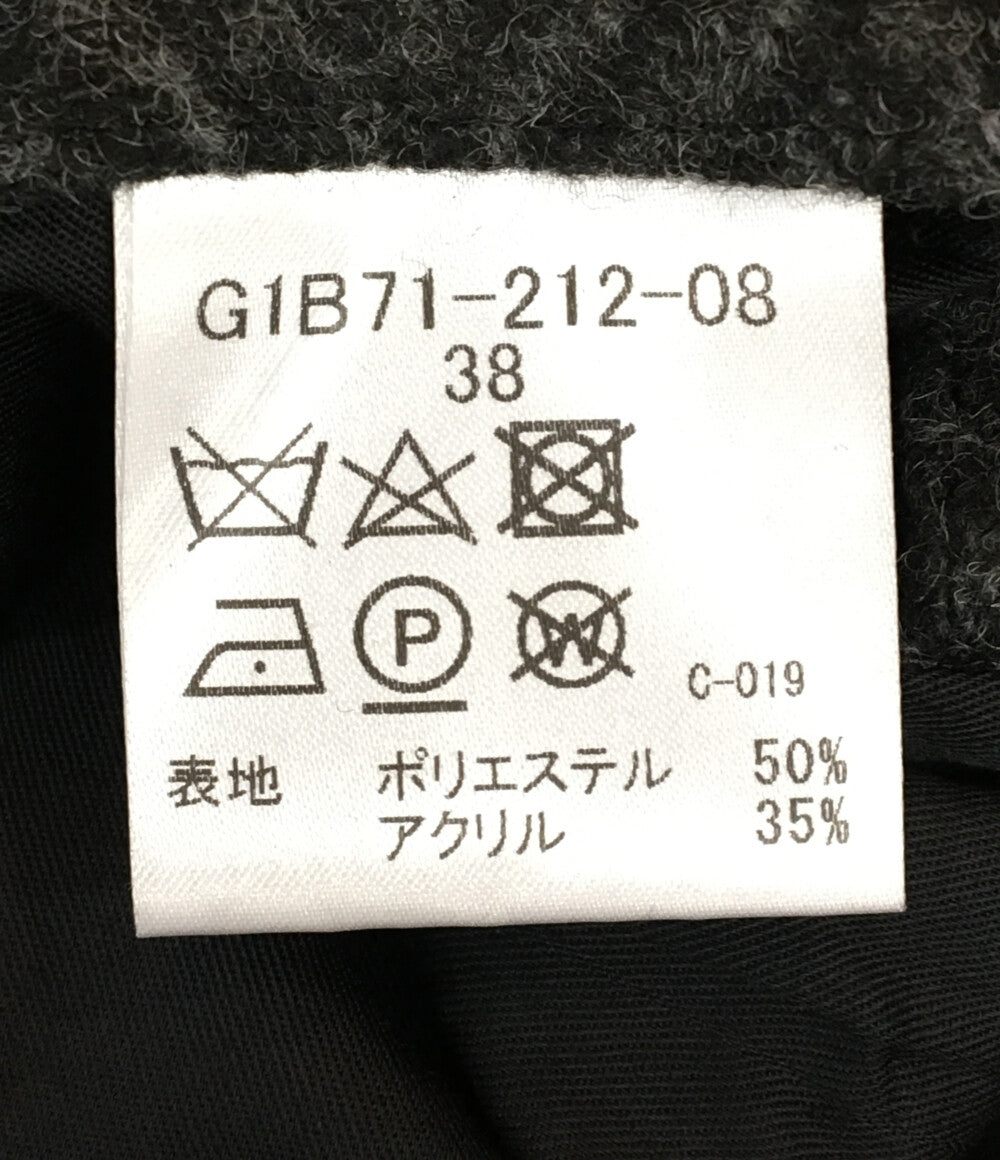 G1B71-212-08
38
P W
C-019
表地 ポリエステル 50%
アクリル 35%